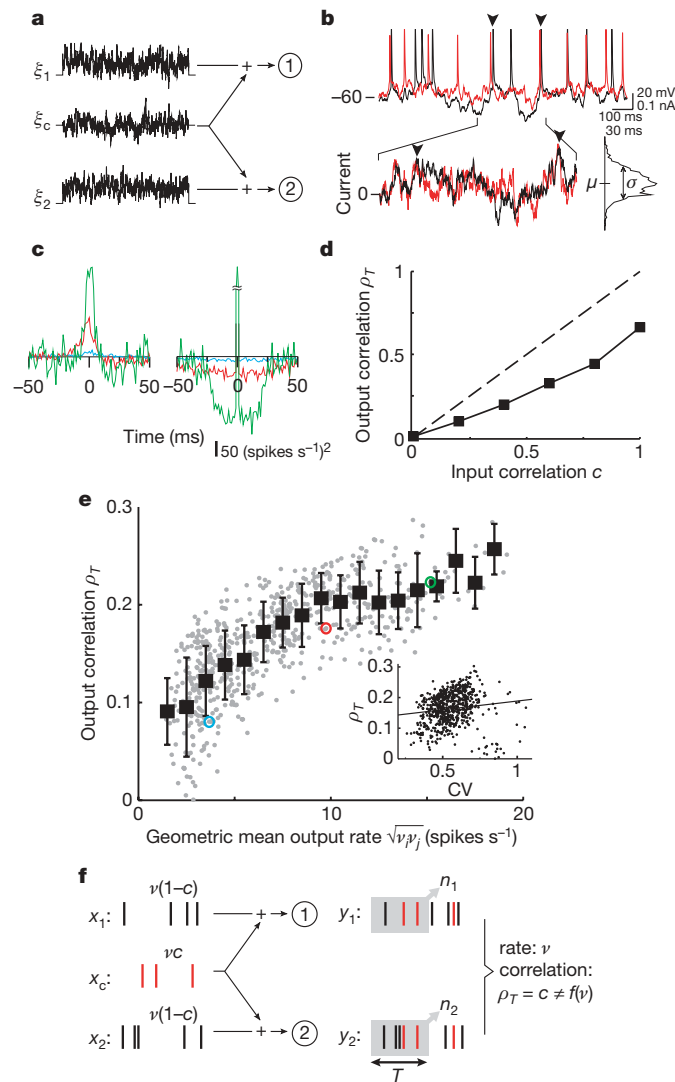 a
ξ1
ξc
ξ2
+
+
1
2
b
−60
20 mV
0.1 nA
100 ms
30 ms
Current
0
μ
σ
c
−50
0
50
−50
0
50
≈
Time (ms)
50 (spikes s⁻¹)²
d
Output correlation ρT
1
0.5
0
0
0.5
1
Input correlation c
e
Output correlation ρT
0.3
0.2
0.1
0
0
10
20
Geometric mean output rate √νiνj (spikes s⁻¹)
ρT
0.3
0.2
0.1
0
0.5
1
CV
f
x1:
ν(1−c)
xc:
νc
x2:
ν(1−c)
+
+
1
2
y1:
n1
y2:
n2
T
rate: ν
correlation:
ρT = c ≠ f(ν)